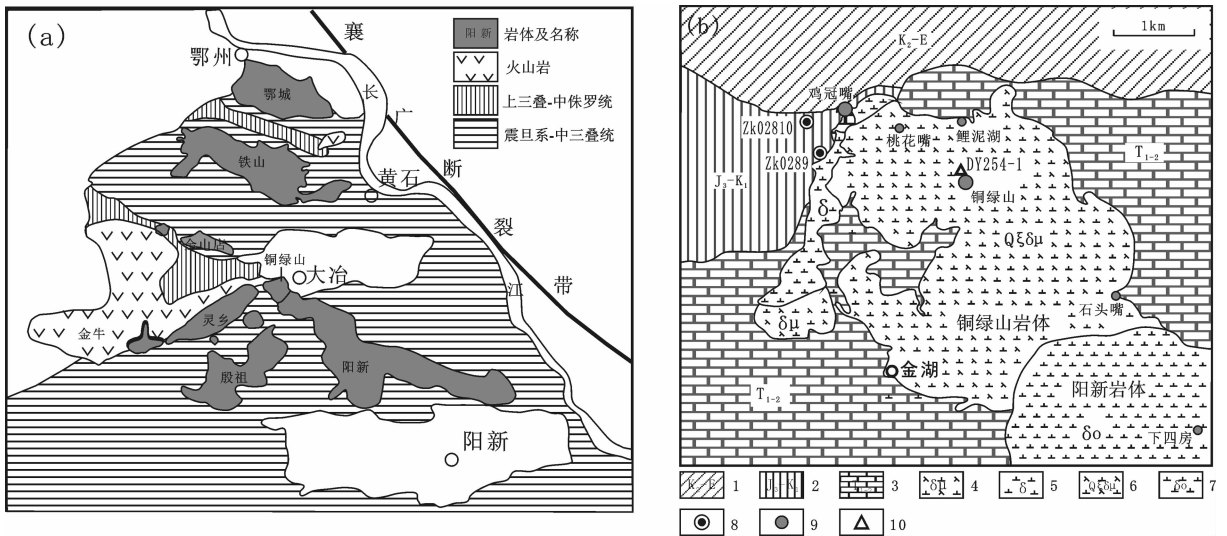 (a)
襄
广
断
裂
带
长
江
鄂州
鄂城
铁山
黄石
金山店
铜绿山
大冶
灵乡
金牛
殷祖
阳新
阳新
阳新
岩体及名称
火山岩
上三叠-中侏罗统
震旦系-中三叠统
(b)
K₂-E
1km
鸡冠嘴
Zk02810
桃花嘴
鲤泥湖
Zk0289
DY254-1
T₁₋₂
J₃-K₁
铜绿山
δ
Qξδμ
石头嘴
δμ
铜绿山岩体
金湖
阳新岩体
T₁₋₂
δo
下四房
K₂-E 1
J₃-K₁ 2
3
δμ 4
δ 5
Qξδμ 6
δo 7
8
9
10